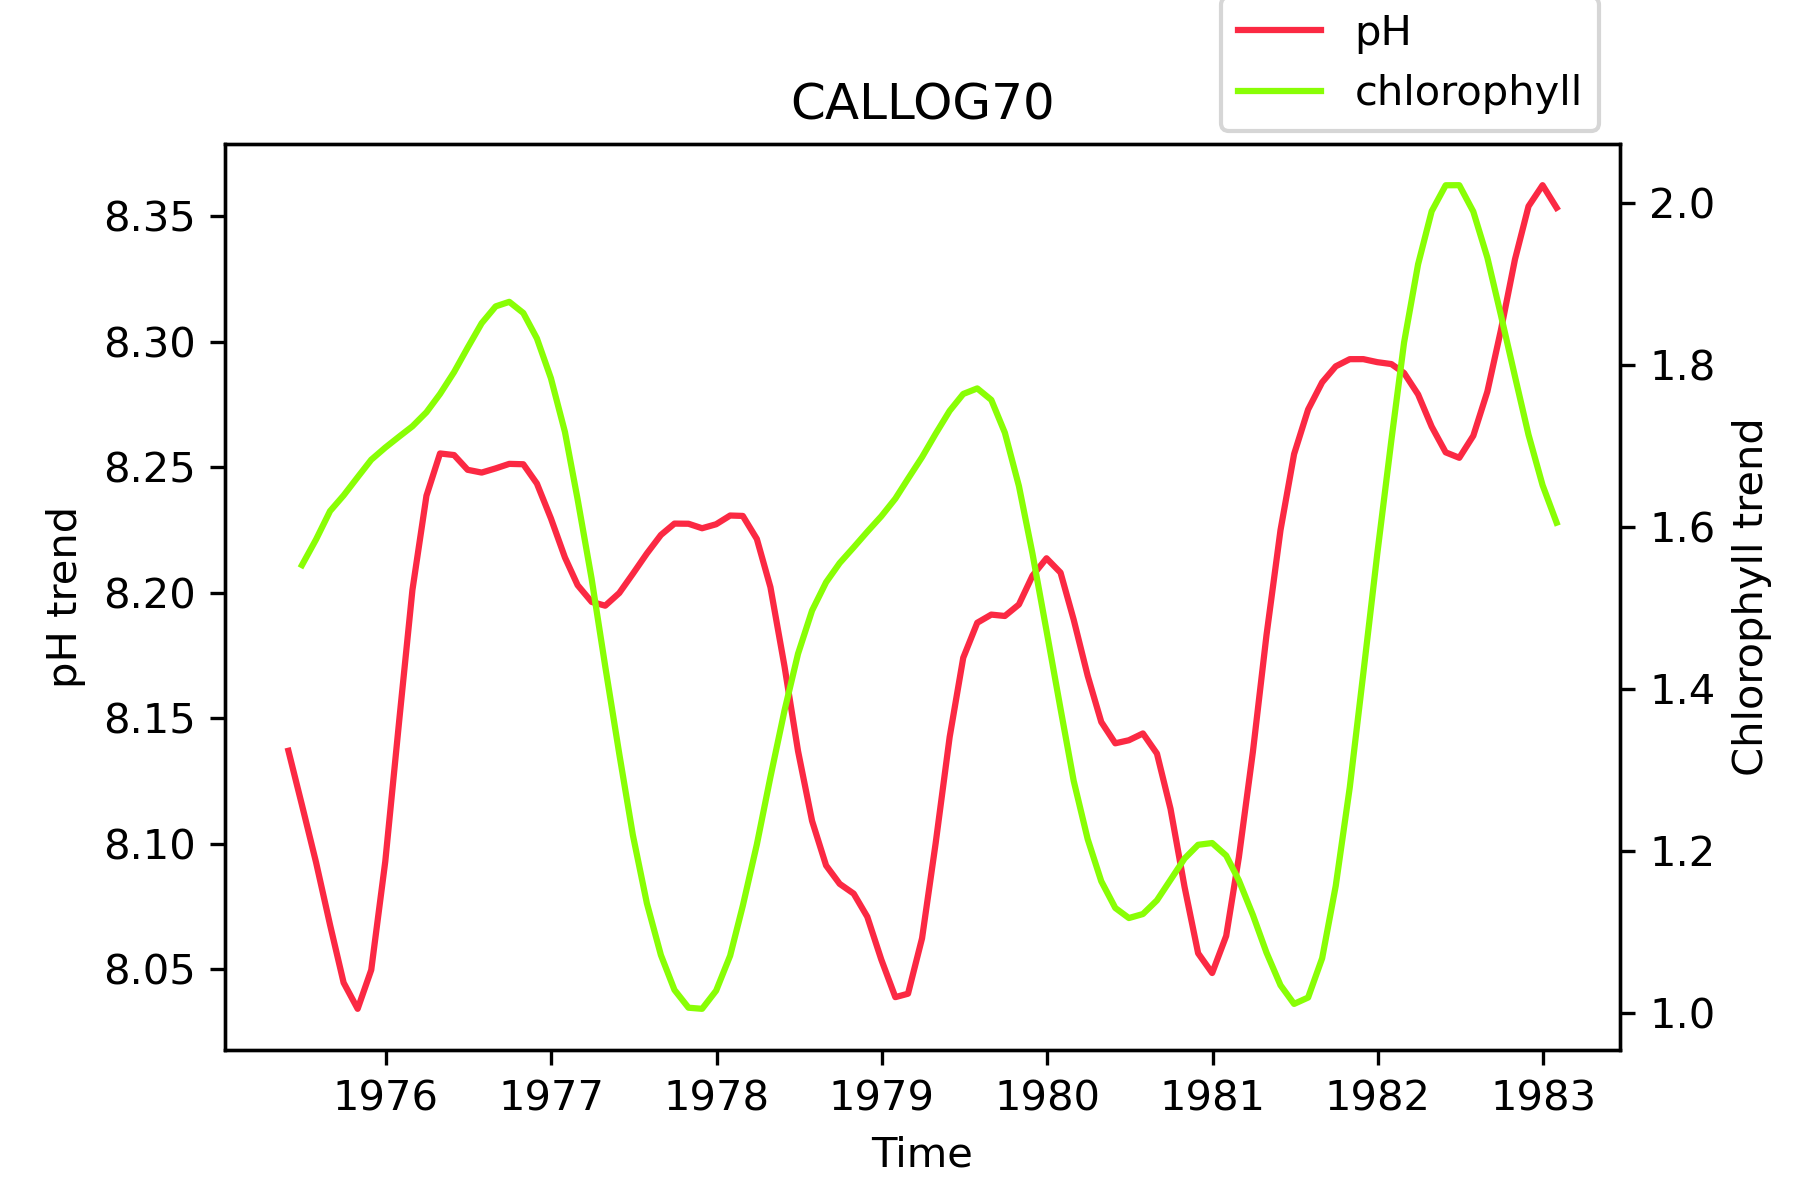 pH
chlorophyll
CALLOG70
8.35
8.30
8.25
8.20
8.15
8.10
8.05
pH trend
2.0
1.8
1.6
1.4
1.2
1.0
Chlorophyll trend
1976 1977 1978 1979 1980 1981 1982 1983
Time